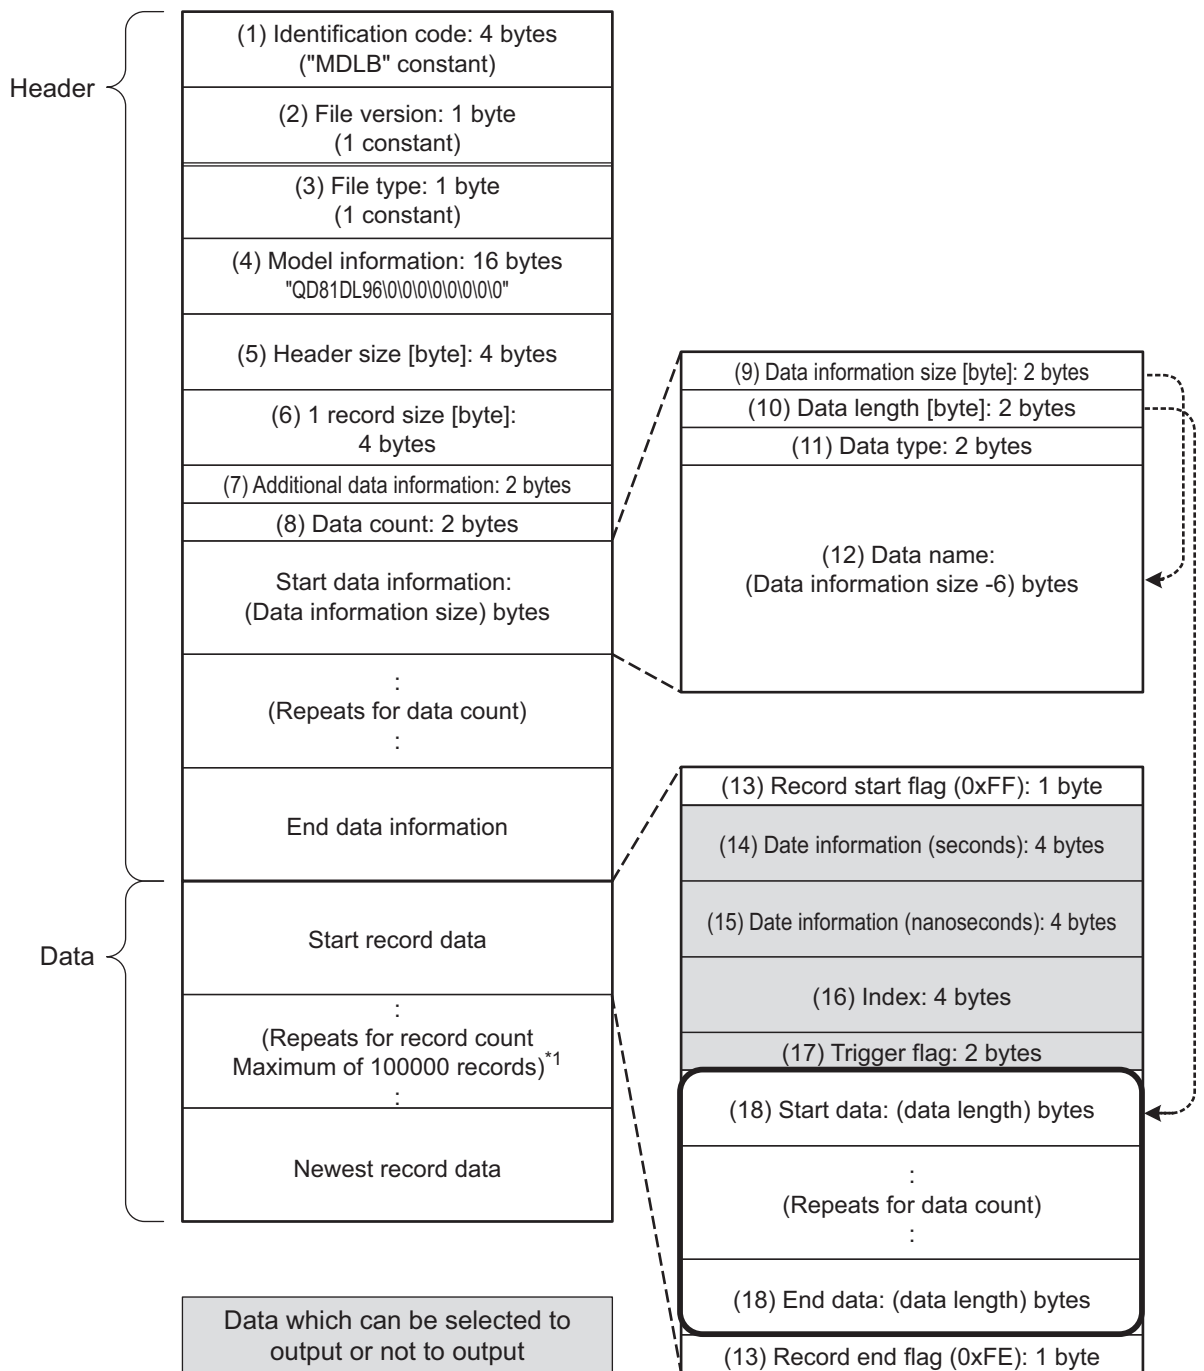 Header
(1) Identification code: 4 bytes
("MDLB" constant)
(2) File version: 1 byte
(1 constant)
(3) File type: 1 byte
(1 constant)
(4) Model information: 16 bytes
"QD81DL96\0\0\0\0\0\0\0\0"
(5) Header size [byte]: 4 bytes
(6) 1 record size [byte]:
4 bytes
(7) Additional data information: 2 bytes
(8) Data count: 2 bytes
Start data information:
(Data information size) bytes
:
(Repeats for data count)
:
End data information
Data
Start record data
:
(Repeats for record count
Maximum of 100000 records)*1
:
Newest record data
Data which can be selected to
output or not to output
(9) Data information size [byte]: 2 bytes
(10) Data length [byte]: 2 bytes
(11) Data type: 2 bytes
(12) Data name:
(Data information size -6) bytes
(13) Record start flag (0xFF): 1 byte
(14) Date information (seconds): 4 bytes
(15) Date information (nanoseconds): 4 bytes
(16) Index: 4 bytes
(17) Trigger flag: 2 bytes
(18) Start data: (data length) bytes
:
(Repeats for data count)
:
(18) End data: (data length) bytes
(13) Record end flag (0xFE): 1 byte